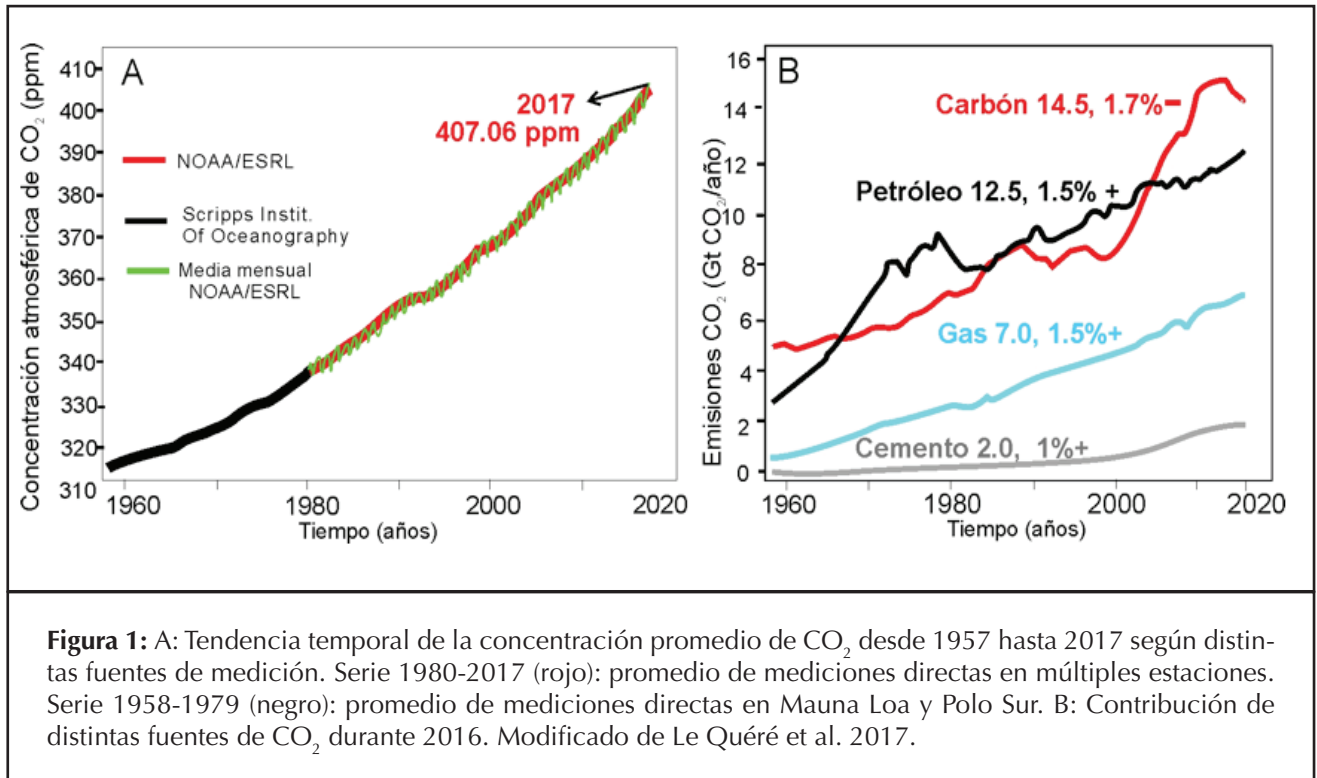 A
Concentración atmosférica de CO₂ (ppm)
410
400
390
380
370
360
350
340
330
320
310
2017
407.06 ppm
NOAA/ESRL
Scripps Instit.
Of Oceanography
Media mensual
NOAA/ESRL
1960
1980
2000
2020
Tiempo (años)
B
Emisiones CO₂ (Gt CO₂/año)
16
14
12
10
8
6
4
2
0
Carbón 14.5, 1.7%-
Petróleo 12.5, 1.5% +
Gas 7.0, 1.5%+
Cemento 2.0, 1%+
1960
1980
2000
2020
Tiempo (años)
Figura 1: A: Tendencia temporal de la concentración promedio de CO₂ desde 1957 hasta 2017 según distin-
tas fuentes de medición. Serie 1980-2017 (rojo): promedio de mediciones directas en múltiples estaciones.
Serie 1958-1979 (negro): promedio de mediciones directas en Mauna Loa y Polo Sur. B: Contribución de
distintas fuentes de CO₂ durante 2016. Modificado de Le Quéré et al. 2017.